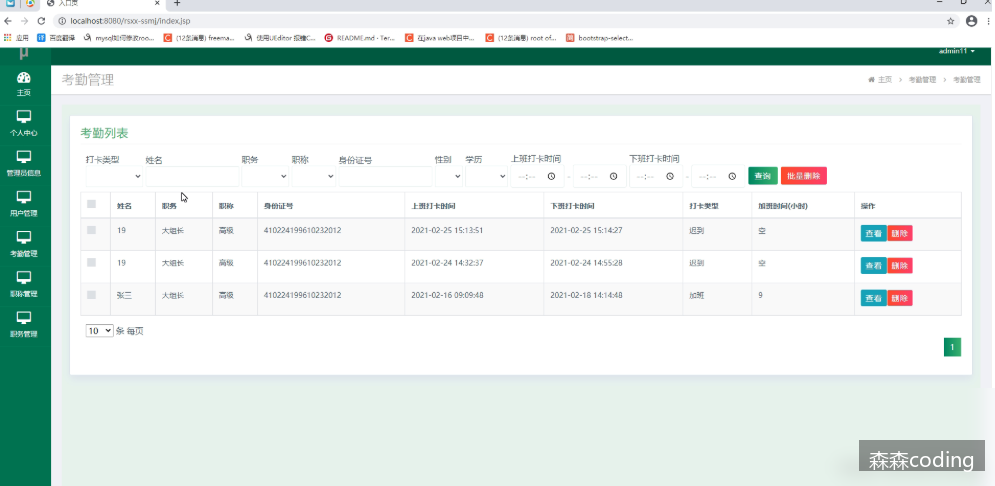 入口页
localhost:8080/rsxx-ssmj/index.jsp
应用 百度翻译 mysql如何修改roo... (12条消息) freema... 使用UEditor 报错C... README.md · Ter... 在java web项目中... (12条消息) root of... bootstrap-select...
admin11
主页
个人中心
管理员信息
用户管理
考勤管理
职称管理
职务管理
考勤管理
主页 > 考勤管理 > 考勤管理
考勤列表
打卡类型 姓名 职务 职称 身份证号 性别 学历 上班打卡时间 下班打卡时间
--:-- - --:-- --:-- - --:-- 查询 批量删除
姓名 职务 职称 身份证号 上班打卡时间 下班打卡时间 打卡类型 加班时间(小时) 操作
19 大组长 高级 410224199610232012 2021-02-25 15:13:51 2021-02-25 15:14:27 迟到 空 查看 删除
19 大组长 高级 410224199610232012 2021-02-24 14:32:37 2021-02-24 14:55:28 迟到 空 查看 删除
张三 大组长 高级 410224199610232012 2021-02-16 09:09:48 2021-02-18 14:14:48 加班 9 查看 删除
10 条 每页
1
森森coding